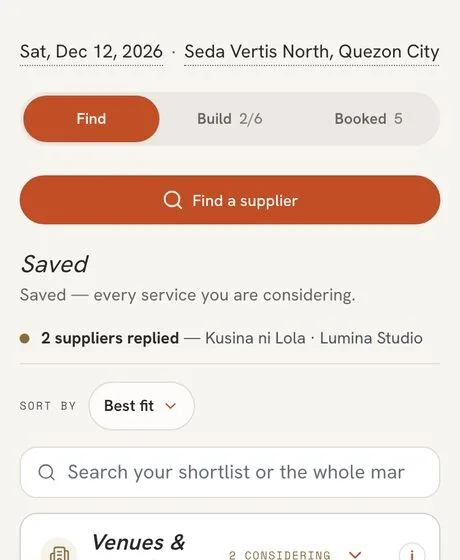 Sat, Dec 12, 2026 · Seda Vertis North, Quezon City
Find Build 2/6 Booked 5
Find a supplier
Saved
Saved — every service you are considering.
2 suppliers replied — Kusina ni Lola · Lumina Studio
SORT BY Best fit
Search your shortlist or the whole mar
Venues &
2 CONSIDERING i